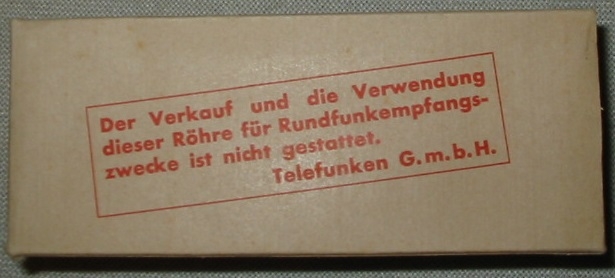 Der Verkauf und die Verwendung
dieser Röhre für Rundfunkempfangs-
zwecke ist nicht gestattet.
Telefunken G.m.b.H.